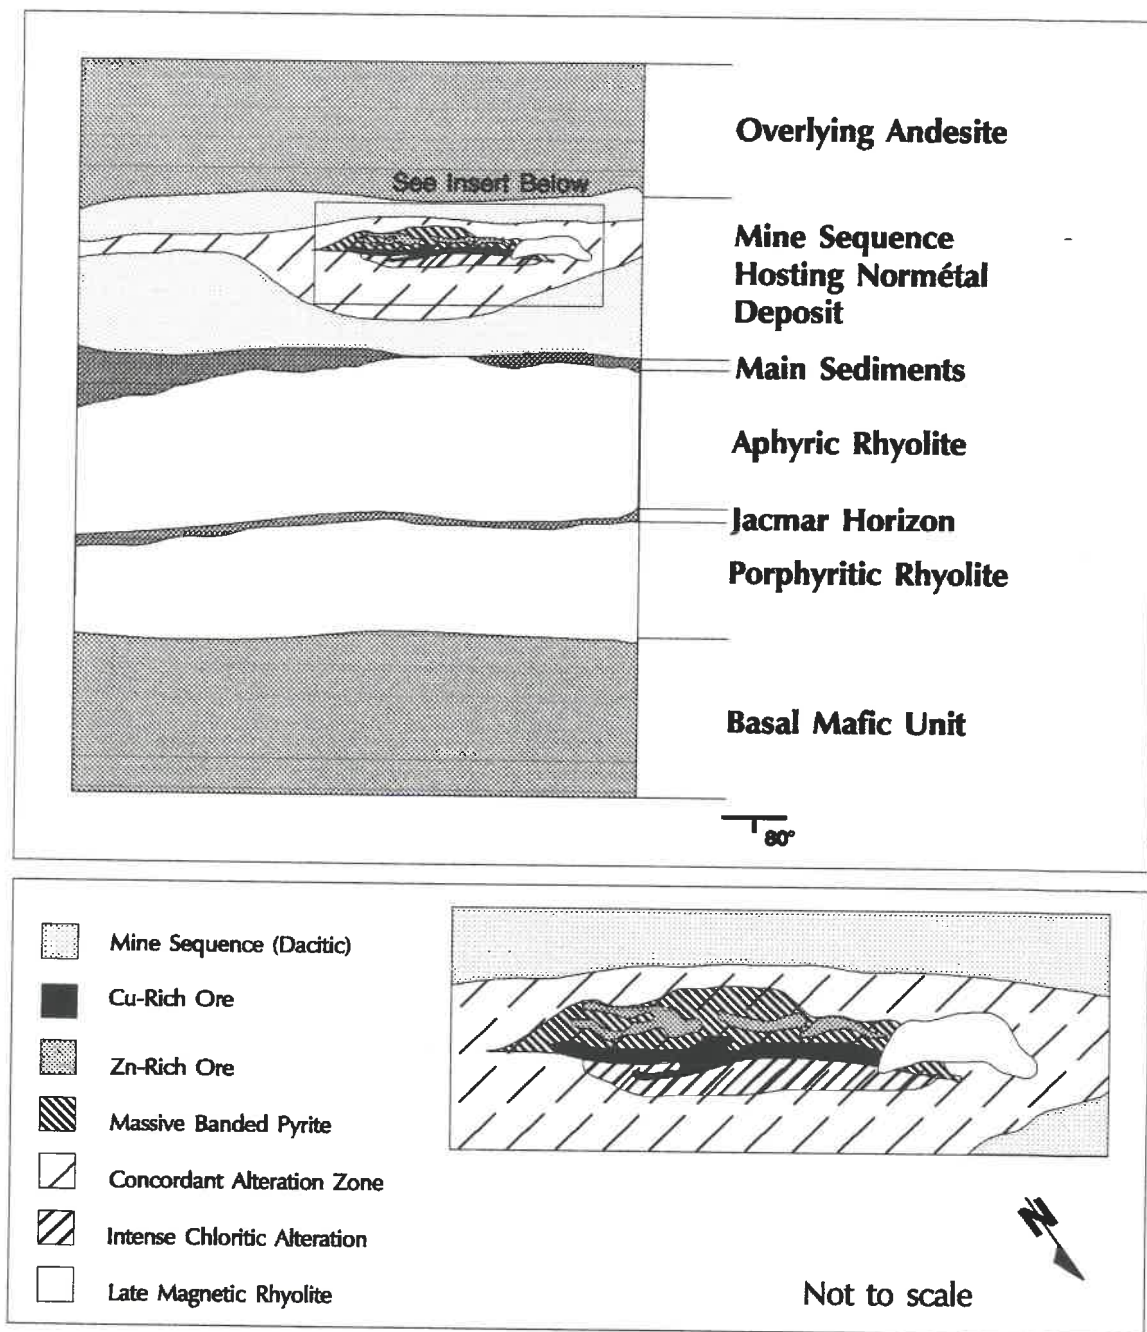 Overlying Andesite
See Insert Below
Mine Sequence
Hosting Normétal
Deposit
Main Sediments
Aphyric Rhyolite
Jacmar Horizon
Porphyritic Rhyolite
Basal Mafic Unit
80°
Mine Sequence (Dacitic)
Cu-Rich Ore
Zn-Rich Ore
Massive Banded Pyrite
Concordant Alteration Zone
Intense Chloritic Alteration
Late Magnetic Rhyolite
N
Not to scale